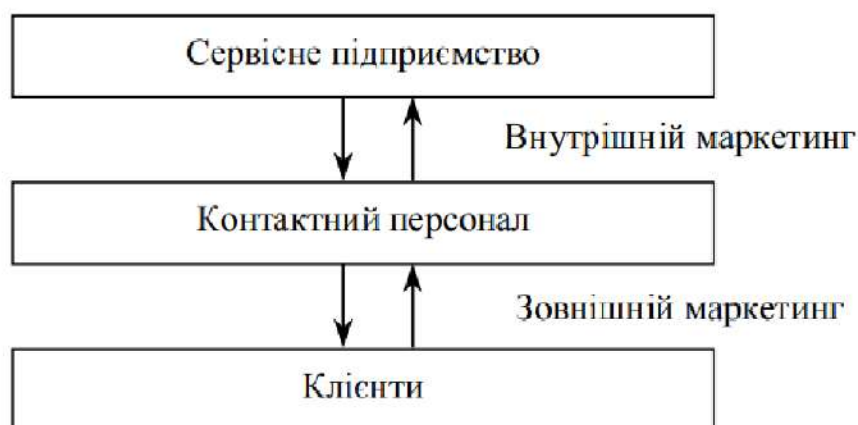 Сервісне підприємство
Внутрішній маркетинг
Контактний персонал
Зовнішній маркетинг
Клієнти